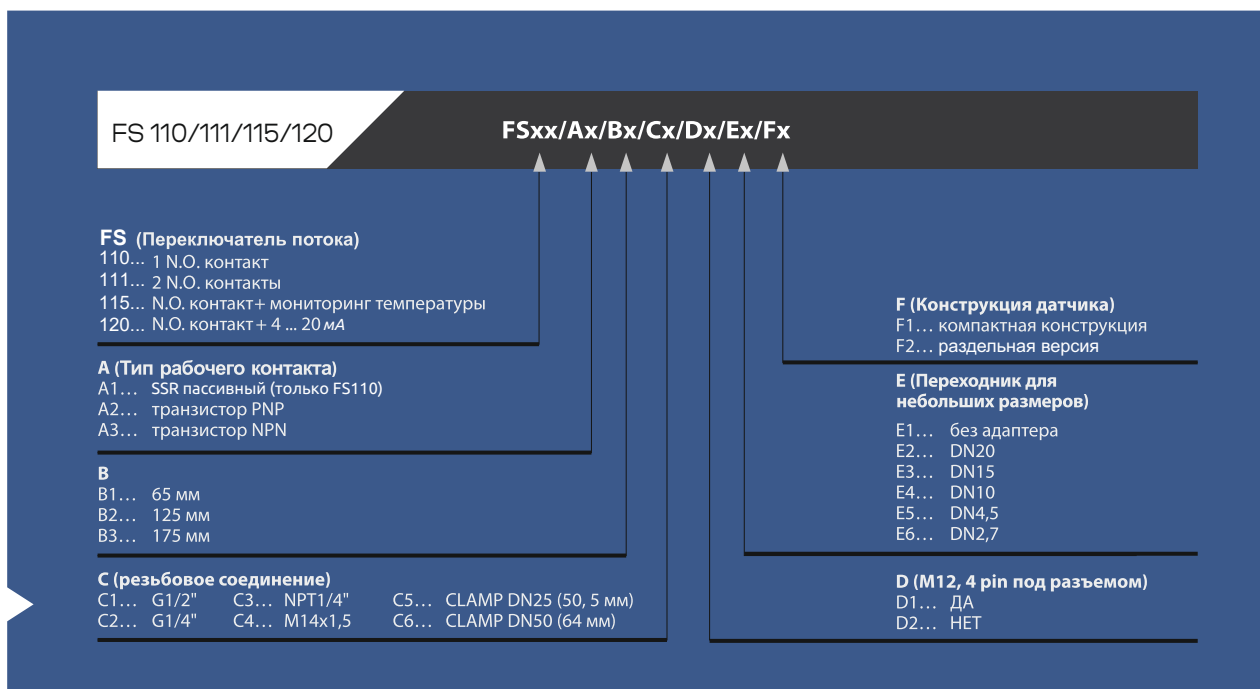 FS 110/111/115/120
FSxx/Ax/Bx/Cx/Dx/Ex/Fx
FS (Переключатель потока)
110... 1 N.O. контакт
111... 2 N.O. контакты
115... N.O. контакт+ мониторинг температуры
120... N.O. контакт + 4 ... 20 мА
A (Тип рабочего контакта)
A1... SSR пассивный (только FS110)
A2... транзистор PNP
A3... транзистор NPN
B
B1... 65 мм
B2... 125 мм
B3... 175 мм
C (резьбовое соединение)
C1... G1/2" C3... NPT1/4" C5... CLAMP DN25 (50, 5 мм)
C2... G1/4" C4... M14x1,5 C6... CLAMP DN50 (64 мм)
F (Конструкция датчика)
F1... компактная конструкция
F2... раздельная версия
E (Переходник для
небольших размеров)
E1... без адаптера
E2... DN20
E3... DN15
E4... DN10
E5... DN4,5
E6... DN2,7
D (M12, 4 pin под разъемом)
D1... ДА
D2... НЕТ